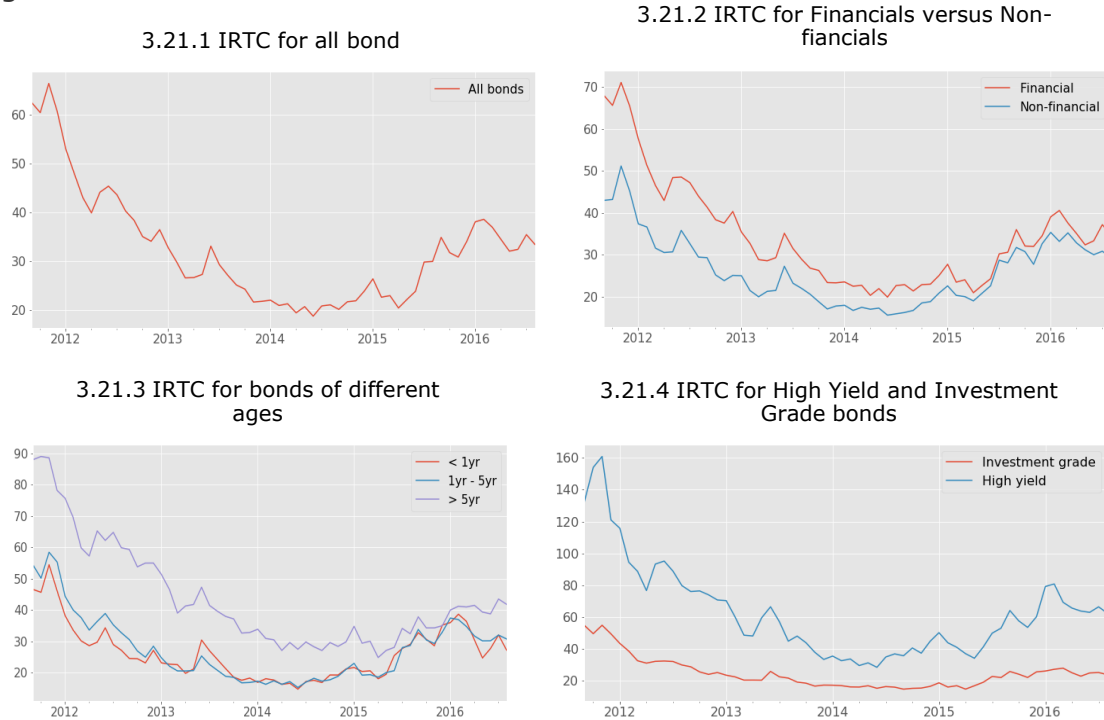 3.21.1 IRTC for all bond
All bonds
60
50
40
30
20
2012 2013 2014 2015 2016
3.21.2 IRTC for Financials versus Non-
fiancials
Financial
Non-financial
70
60
50
40
30
20
2012 2013 2014 2015 2016
3.21.3 IRTC for bonds of different
ages
< 1yr
1yr - 5yr
> 5yr
90
80
70
60
50
40
30
20
2012 2013 2014 2015 2016
3.21.4 IRTC for High Yield and Investment
Grade bonds
Investment grade
High yield
160
140
120
100
80
60
40
20
2012 2013 2014 2015 2016